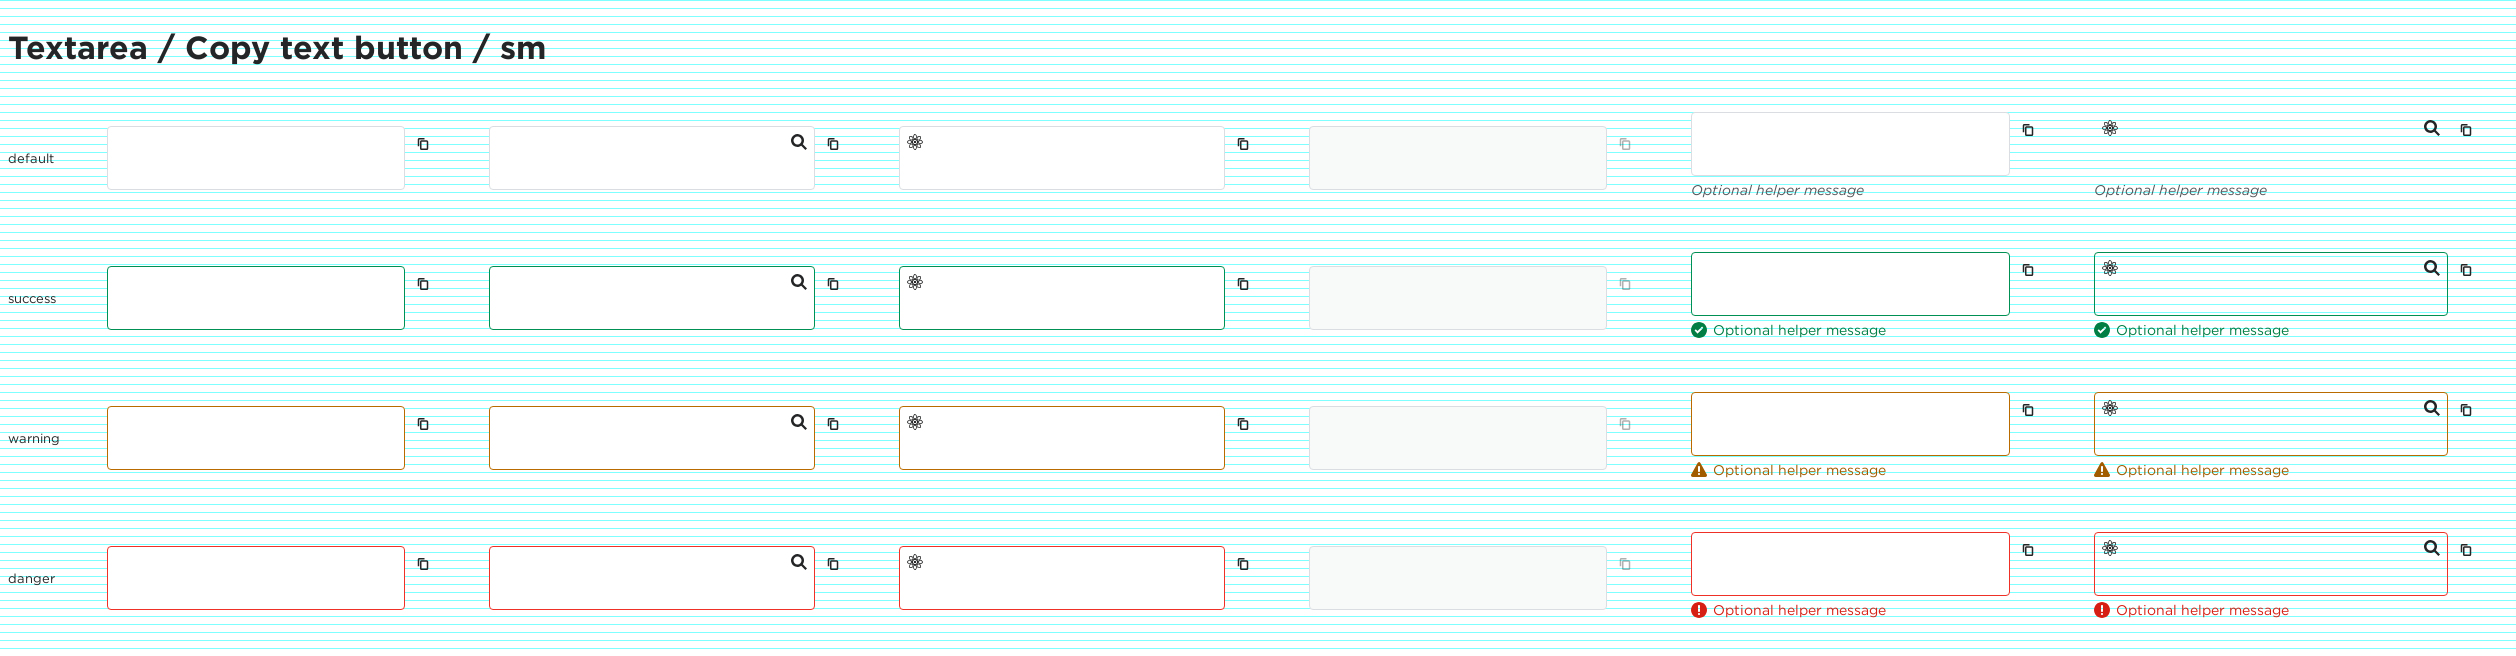 Textarea / Copy text button / sm
default
Optional helper message
Optional helper message
success
Optional helper message
Optional helper message
warning
Optional helper message
Optional helper message
danger
Optional helper message
Optional helper message